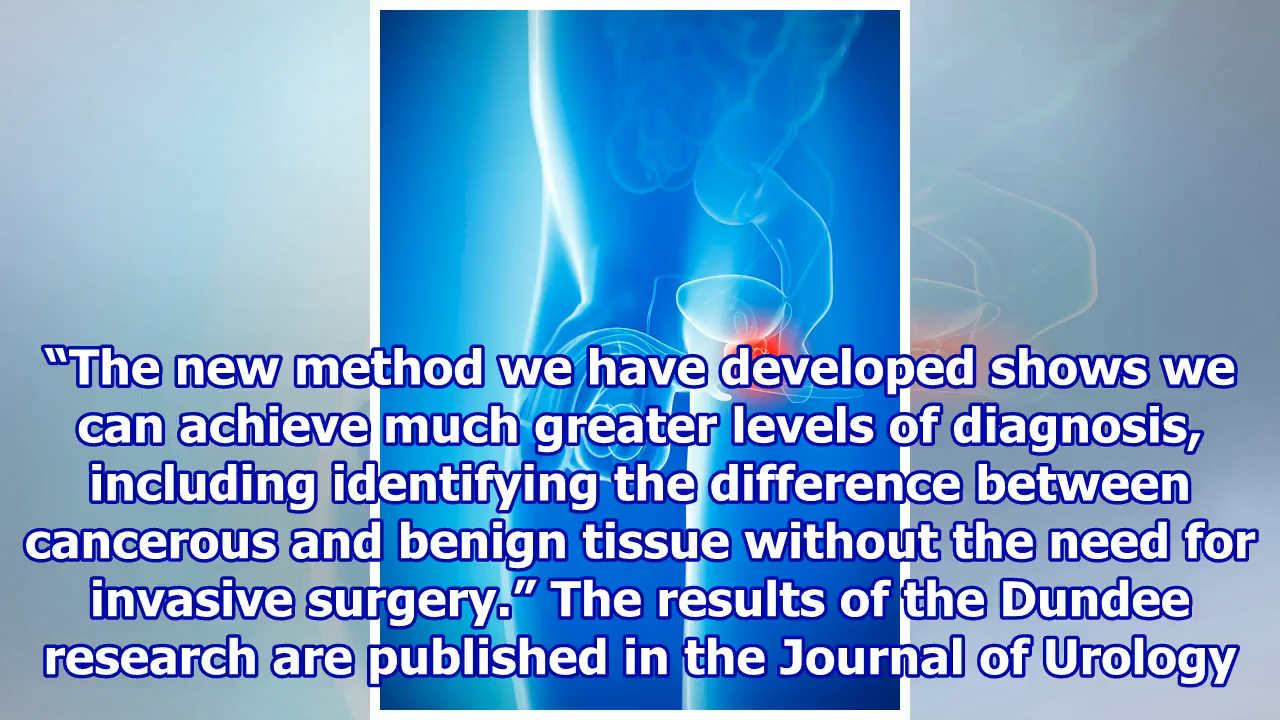 “The new method we have developed shows we
can achieve much greater levels of diagnosis,
including identifying the difference between
cancerous and benign tissue without the need for
invasive surgery.” The results of the Dundee
research are published in the Journal of Urology